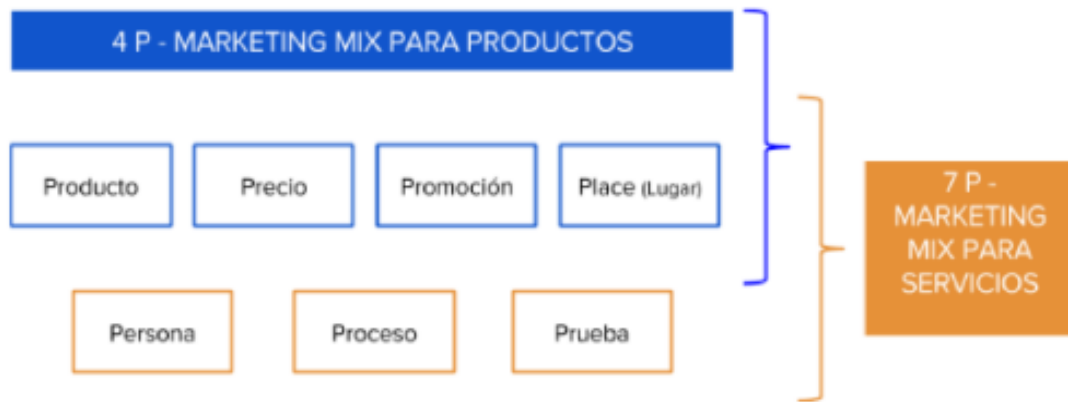 4 P - MARKETING MIX PARA PRODUCTOS
Producto
Precio
Promoción
Place (Lugar)
7 P -
MARKETING
MIX PARA
SERVICIOS
Persona
Proceso
Prueba